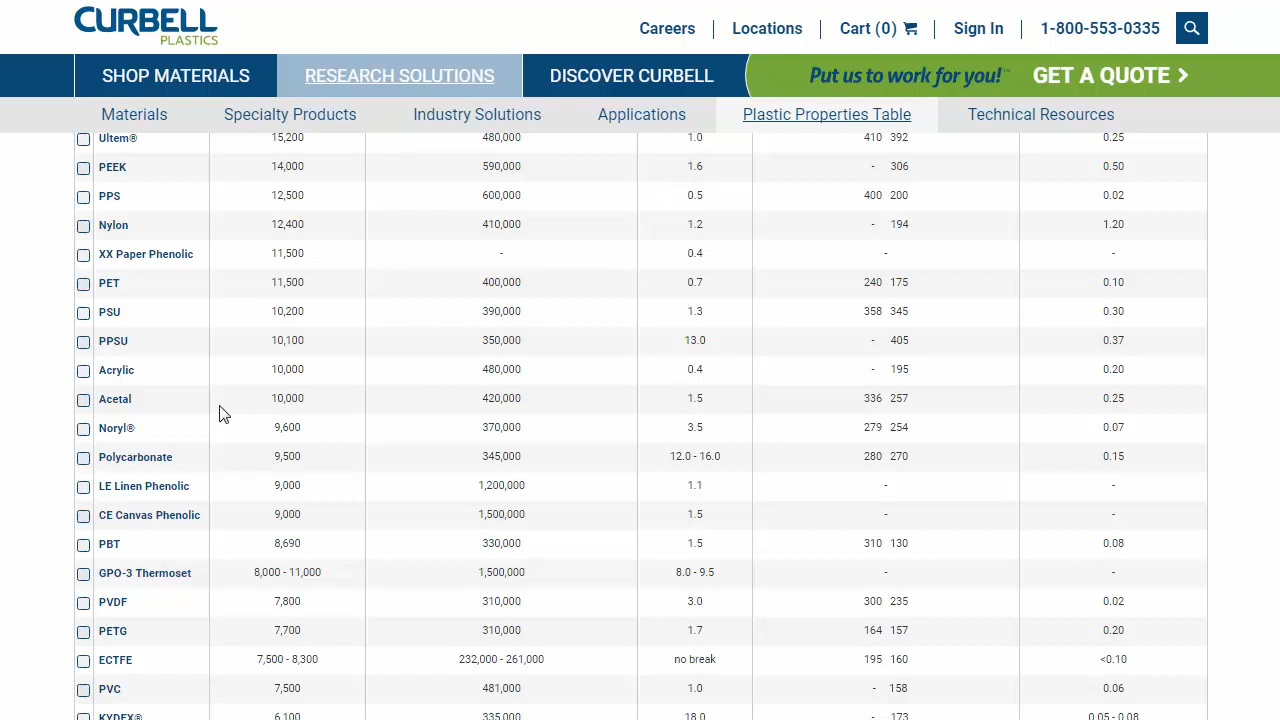 CURBELL
PLASTICS
Careers Locations Cart (0) Sign In 1-800-553-0335
SHOP MATERIALS RESEARCH SOLUTIONS DISCOVER CURBELL Put us to work for you!™ GET A QUOTE
Materials Specialty Products Industry Solutions Applications Plastic Properties Table Technical Resources
Ultem® 15,200 480,000 1.0 410 392 0.25
PEEK 14,000 590,000 1.6 - 306 0.50
PPS 12,500 600,000 0.5 400 200 0.02
Nylon 12,400 410,000 1.2 - 194 1.20
XX Paper Phenolic 11,500 - 0.4 - -
PET 11,500 400,000 0.7 240 175 0.10
PSU 10,200 390,000 1.3 358 345 0.30
PPSU 10,100 350,000 13.0 - 405 0.37
Acrylic 10,000 480,000 0.4 - 195 0.20
Acetal 10,000 420,000 1.5 336 257 0.25
Noryl® 9,600 370,000 3.5 279 254 0.07
Polycarbonate 9,500 345,000 12.0 - 16.0 280 270 0.15
LE Linen Phenolic 9,000 1,200,000 1.1 - -
CE Canvas Phenolic 9,000 1,500,000 1.5 - -
PBT 8,690 330,000 1.5 310 130 0.08
GPO-3 Thermoset 8,000 - 11,000 1,500,000 8.0 - 9.5 - -
PVDF 7,800 310,000 3.0 300 235 0.02
PETG 7,700 310,000 1.7 164 157 0.20
ECTFE 7,500 - 8,300 232,000 - 261,000 no break 195 160 <0.10
PVC 7,500 481,000 1.0 - 158 0.06
KYDEX® 6,100 335,000 18.0 - 173 0.05 - 0.08